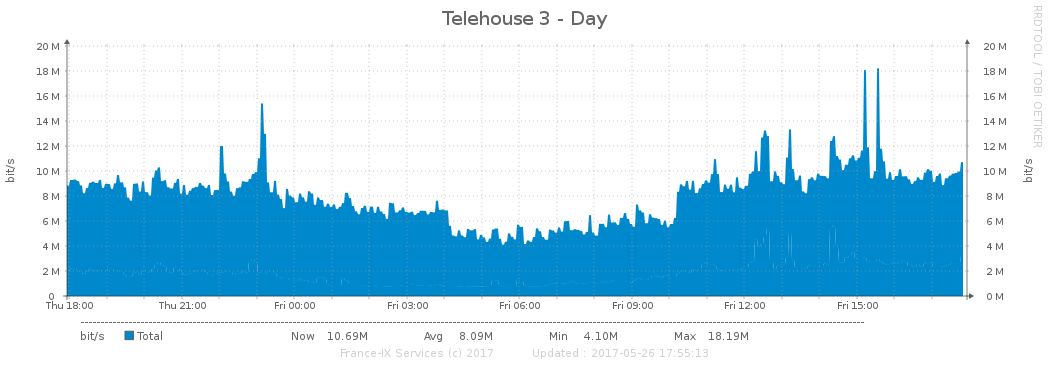 Telehouse 3 - Day
RRDTOOL / TOBI OETIKER
bit/s
20 M
18 M
16 M
14 M
12 M
10 M
8 M
6 M
4 M
2 M
0
20 M
18 M
16 M
14 M
12 M
10 M
8 M
6 M
4 M
2 M
0 M
bit/s
Thu 18:00 Thu 21:00 Fri 00:00 Fri 03:00 Fri 06:00 Fri 09:00 Fri 12:00 Fri 15:00
bit/s Total Now 10.69M Avg 8.09M Min 4.10M Max 18.19M
France-IX Services (c) 2017 Updated : 2017-05-26 17:55:13